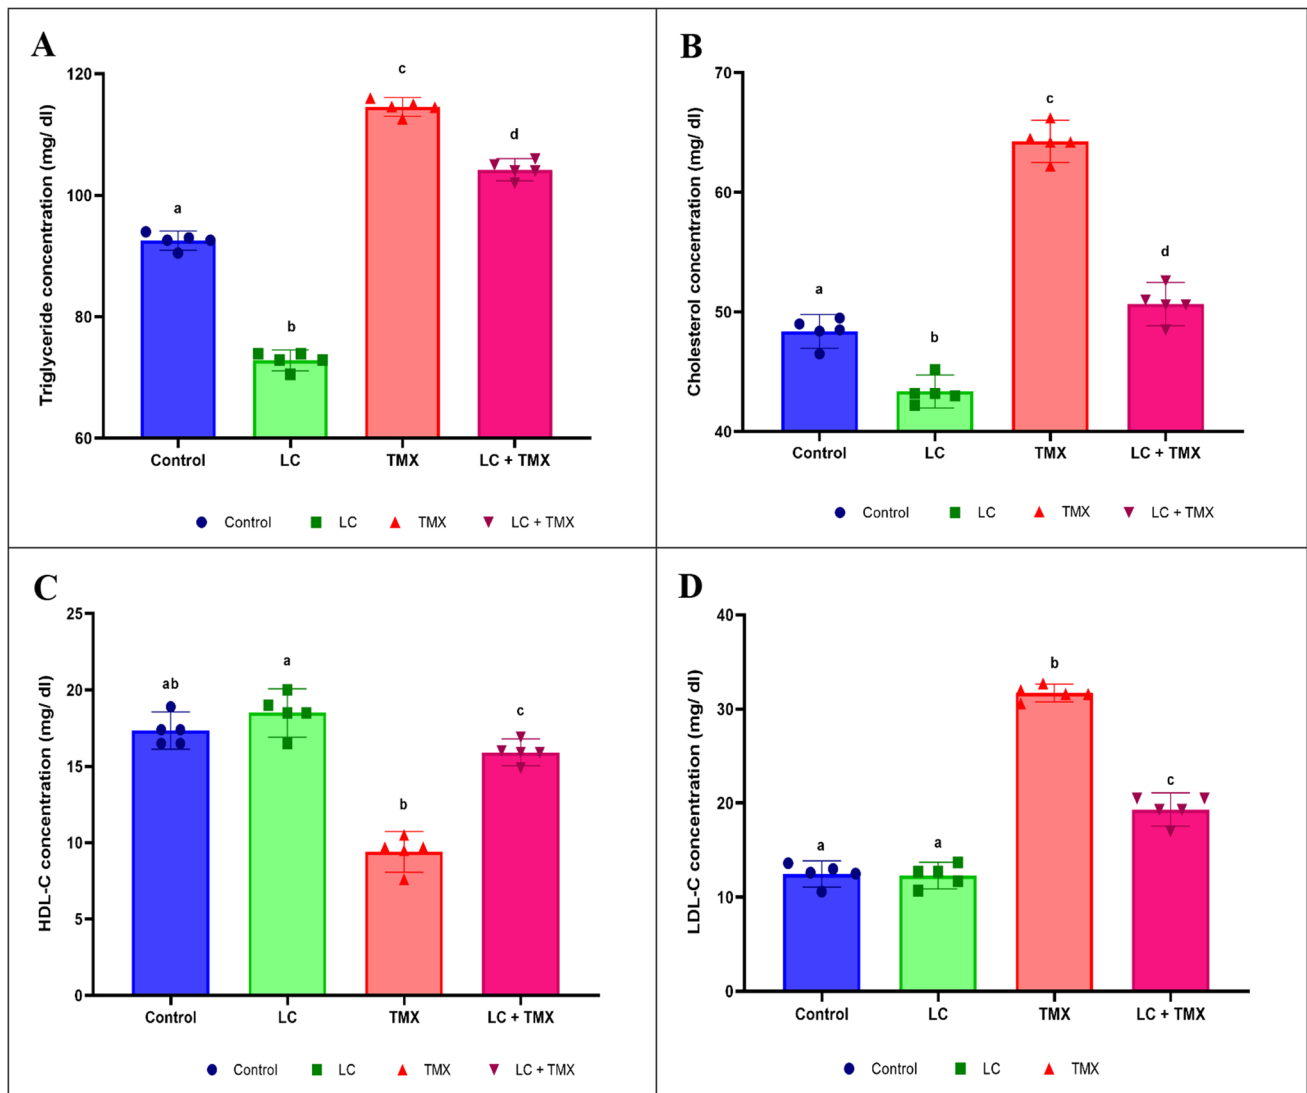 A
Triglyceride concentration (mg/ dl)
120
100
80
60
a
b
c
d
Control LC TMX LC + TMX
Control LC TMX LC + TMX
B
Cholesterol concentration (mg/ dl)
70
60
50
40
a
b
c
d
Control LC TMX LC + TMX
Control LC TMX LC + TMX
C
HDL-C concentration (mg/ dl)
25
20
15
10
5
0
ab
a
b
c
Control LC TMX LC + TMX
Control LC TMX LC + TMX
D
LDL-C concentration (mg/ dl)
40
30
20
10
0
a
a
b
c
Control LC TMX LC + TMX
Control LC TMX